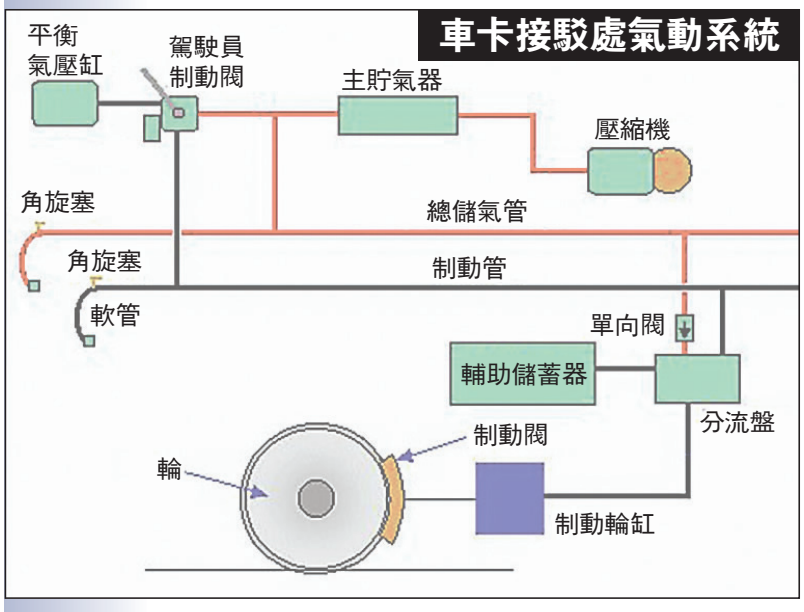 車卡接駁處氣動系統
平衡
氣壓缸
駕駛員
制動閥
主貯氣器
壓縮機
角旋塞
總儲氣管
角旋塞
制動管
軟管
單向閥
輔助儲蓄器
分流盤
制動閥
輪
制動輪缸